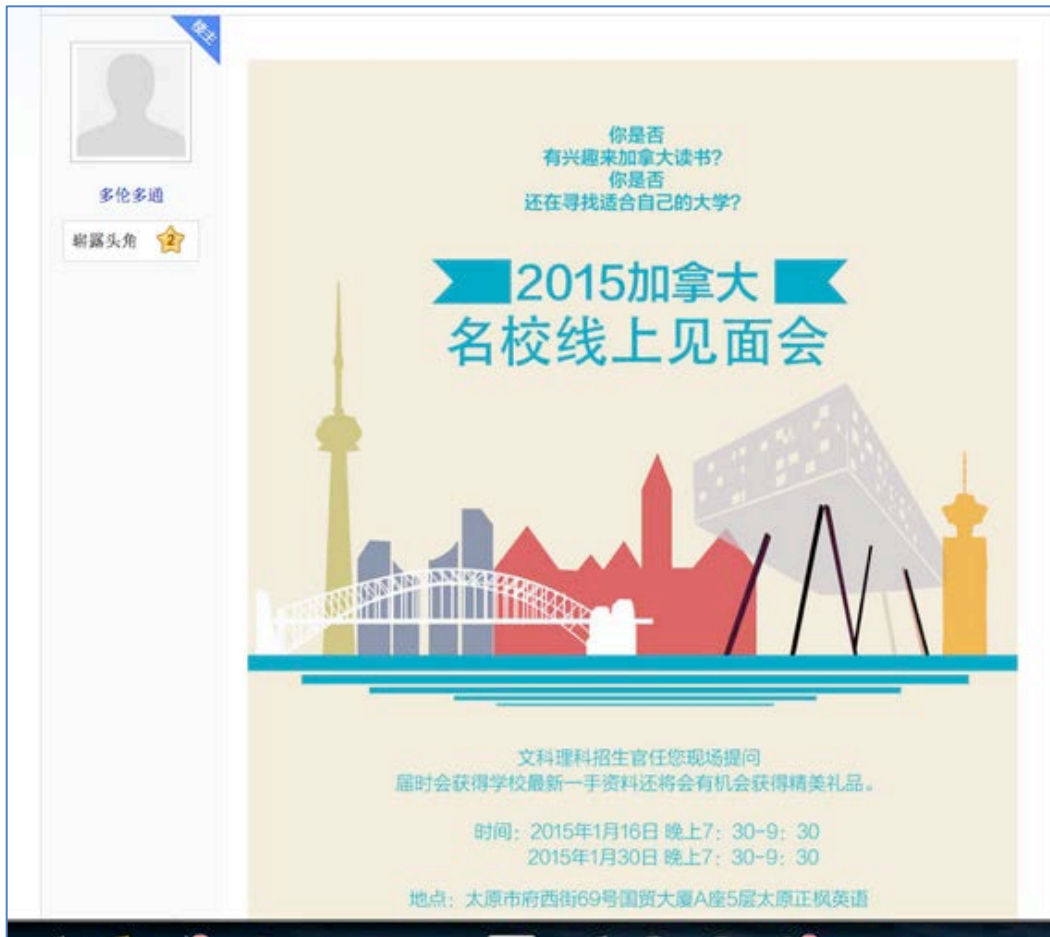 楼主
多伦多通
崭露头角 2
你是否
有兴趣来加拿大读书?
你是否
还在寻找适合自己的大学?
2015加拿大
名校线上见面会
文科理科招生官任您现场提问
届时会获得学校最新一手资料还将会有机会获得精美礼品。
时间：2015年1月16日 晚上7：30-9：30
2015年1月30日 晚上7：30-9：30
地点：太原市府西街69号国贸大厦A座5层太原正枫英语